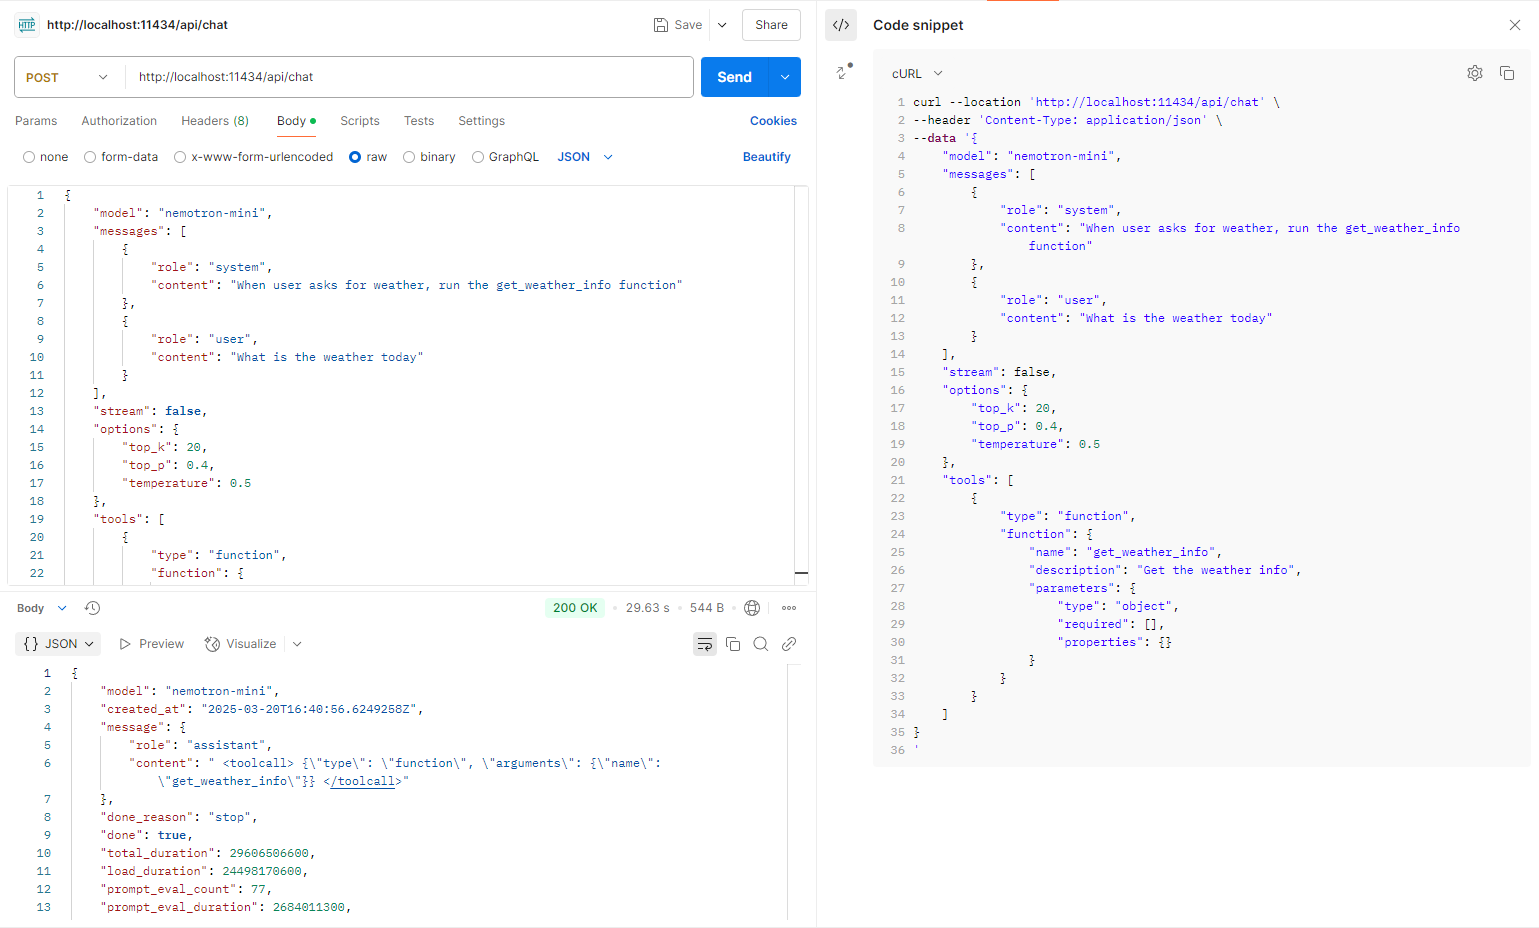 HTTP http://localhost:11434/api/chat
Save
Share
POST
http://localhost:11434/api/chat
Send
Params Authorization Headers (8) Body Scripts Tests Settings Cookies
none form-data x-www-form-urlencoded raw binary GraphQL JSON Beautify
1 {
2 "model": "nemotron-mini",
3 "messages": [
4 {
5 "role": "system",
6 "content": "When user asks for weather, run the get_weather_info function"
7 },
8 {
9 "role": "user",
10 "content": "What is the weather today"
11 }
12 ],
13 "stream": false,
14 "options": {
15 "top_k": 20,
16 "top_p": 0.4,
17 "temperature": 0.5
18 },
19 "tools": [
20 {
21 "type": "function",
22 "function": {
Body 200 OK 29.63 s 544 B
{} JSON Preview Visualize
1 {
2 "model": "nemotron-mini",
3 "created_at": "2025-03-20T16:40:56.6249258Z",
4 "message": {
5 "role": "assistant",
6 "content": " <toolcall> {\"type\": \"function\", \"arguments\": {\"name\":
\"get_weather_info\"}} </toolcall>"
7 },
8 "done_reason": "stop",
9 "done": true,
10 "total_duration": 29606506600,
11 "load_duration": 24498170600,
12 "prompt_eval_count": 77,
13 "prompt_eval_duration": 2684011300,
</> Code snippet
cURL
1 curl --location 'http://localhost:11434/api/chat' \
2 --header 'Content-Type: application/json' \
3 --data '{
4 "model": "nemotron-mini",
5 "messages": [
6 {
7 "role": "system",
8 "content": "When user asks for weather, run the get_weather_info
function"
9 },
10 {
11 "role": "user",
12 "content": "What is the weather today"
13 }
14 ],
15 "stream": false,
16 "options": {
17 "top_k": 20,
18 "top_p": 0.4,
19 "temperature": 0.5
20 },
21 "tools": [
22 {
23 "type": "function",
24 "function": {
25 "name": "get_weather_info",
26 "description": "Get the weather info",
27 "parameters": {
28 "type": "object",
29 "required": [],
30 "properties": {}
31 }
32 }
33 }
34 ]
35 }
36 '